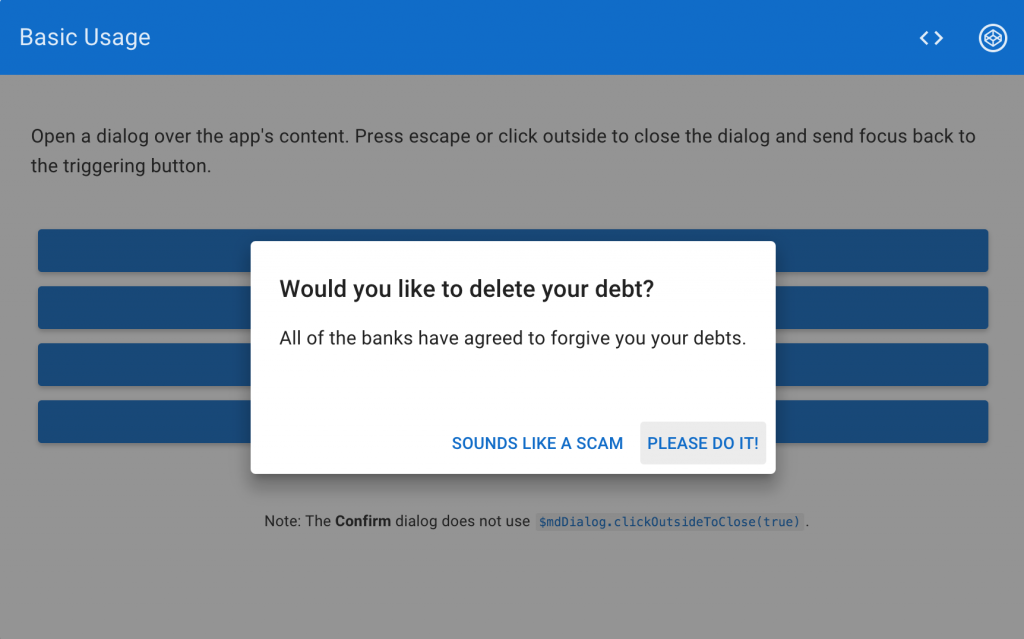 Basic Usage
Open a dialog over the app's content. Press escape or click outside to close the dialog and send focus back to
the triggering button.
Would you like to delete your debt?
All of the banks have agreed to forgive you your debts.
SOUNDS LIKE A SCAM PLEASE DO IT!
Note: The Confirm dialog does not use $mdDialog.clickOutsideToClose(true) .